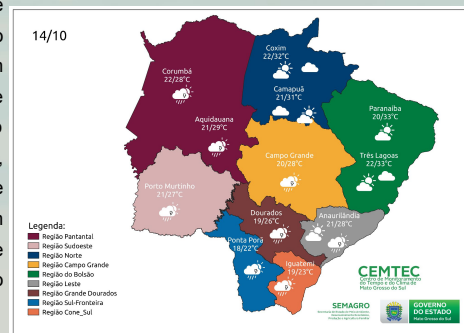 14/10
Coxim
22/32°C
Corumbá
22/28°C
Camapuã
21/31°C
Paranaíba
20/33°C
Aquidauana
21/29°C
Campo Grande
20/28°C
Três Lagoas
22/33°C
Porto Murtinho
21/27°C
Dourados
19/26°C
Anaurilândia
21/28°C
Ponta Porã
18/22°C
Iguatemi
19/23°C
Legenda:
Região Pantantal
Região Sudoeste
Região Norte
Região Campo Grande
Região do Bolsão
Região Leste
Região Grande Dourados
Região Sul-Fronteira
Região Cone_Sul
CEMTEC
Centro de Monitoramento
do Tempo e do Clima de
Mato Grosso do Sul
SEMAGRO
GOVERNO
DO ESTADO
Mato Grosso do Sul